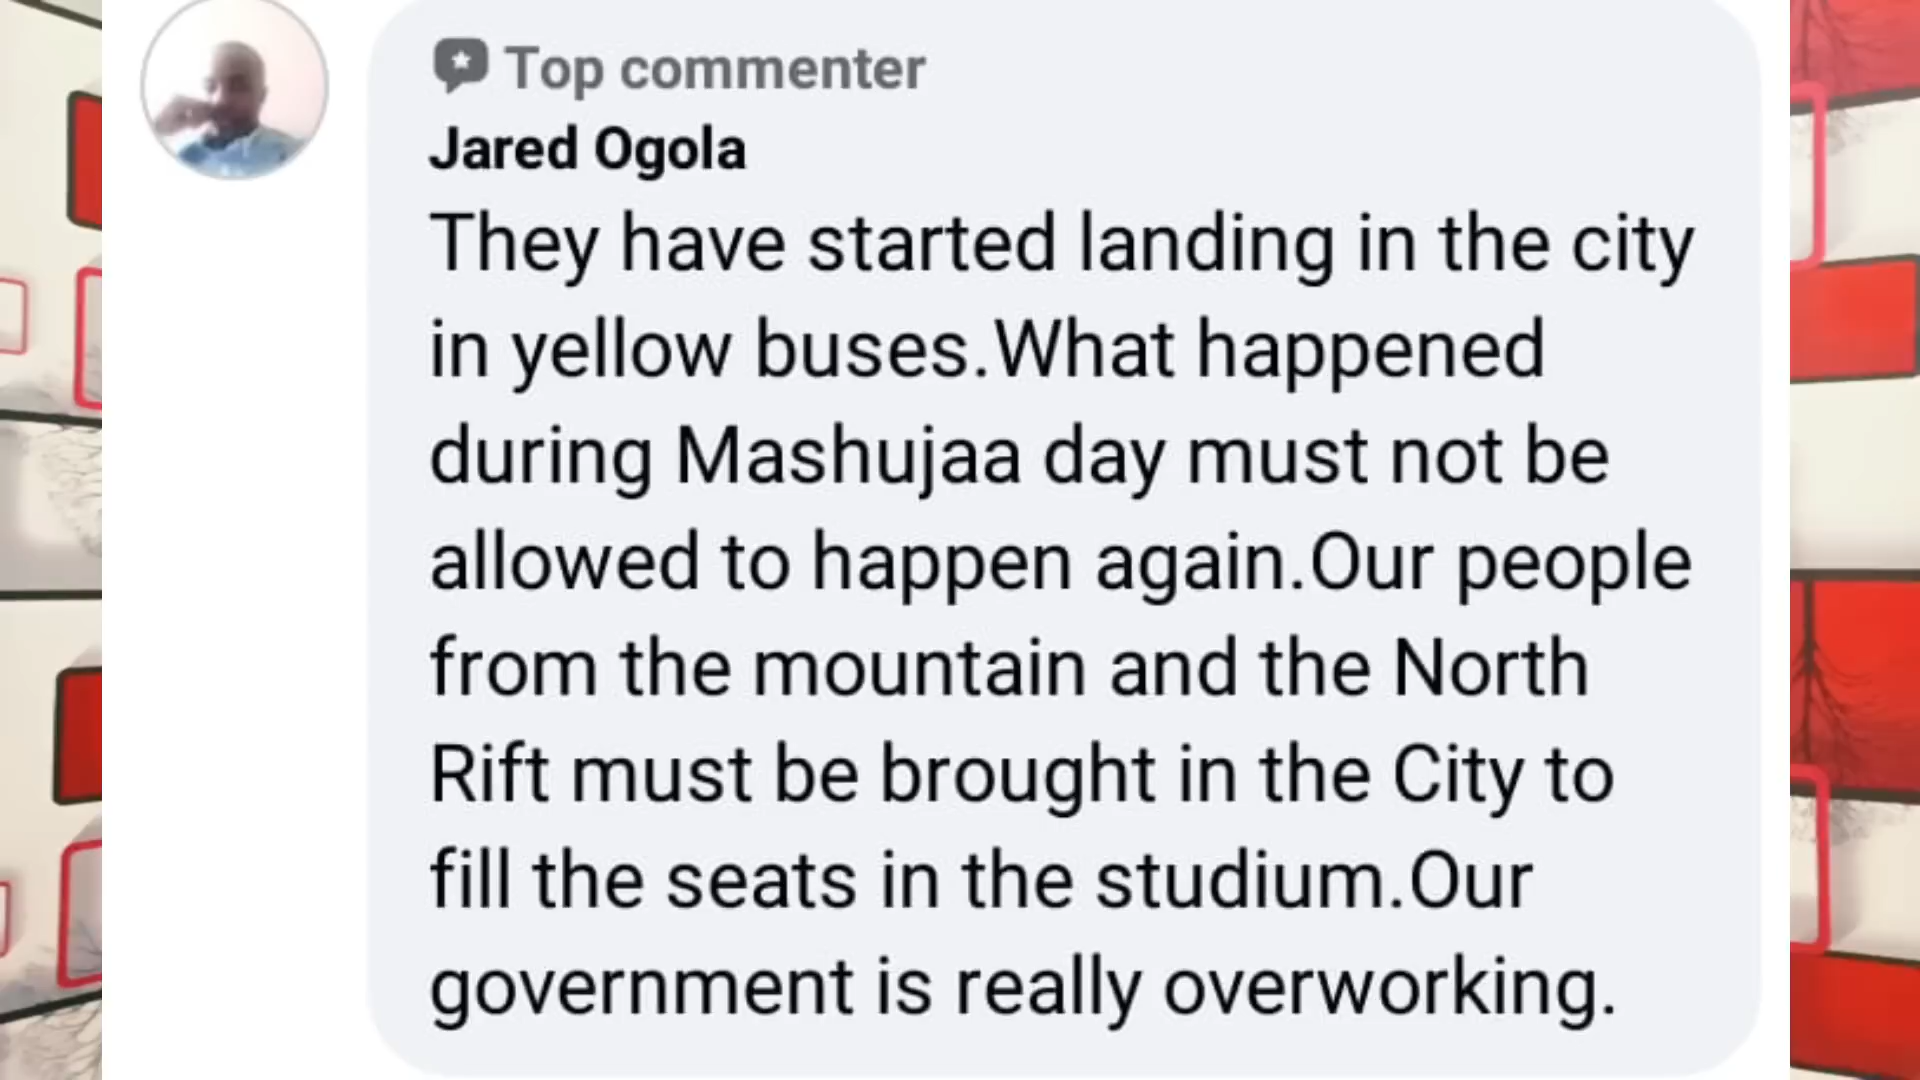 Top commenter
Jared Ogola
They have started landing in the city
in yellow buses.What happened
during Mashujaa day must not be
allowed to happen again.Our people
from the mountain and the North
Rift must be brought in the City to
fill the seats in the studium.Our
government is really overworking.